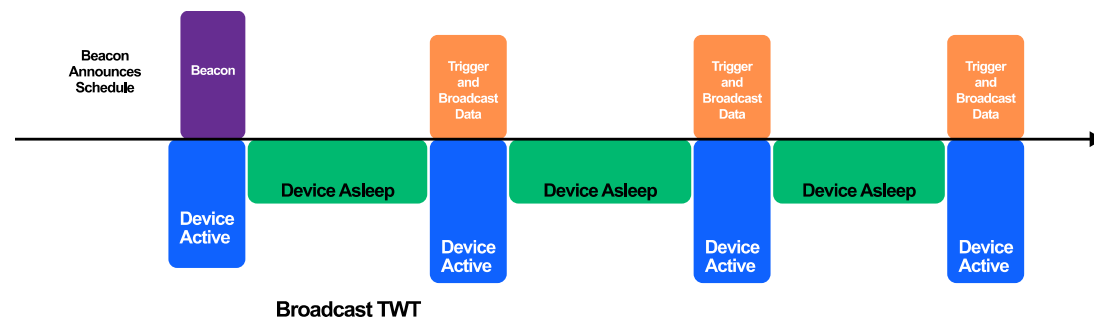 Beacon
Announces
Schedule
Beacon
Trigger
and
Broadcast
Data
Trigger
and
Broadcast
Data
Trigger
and
Broadcast
Data
Device Asleep
Device Asleep
Device Asleep
Device
Active
Device
Active
Device
Active
Device
Active
Broadcast TWT